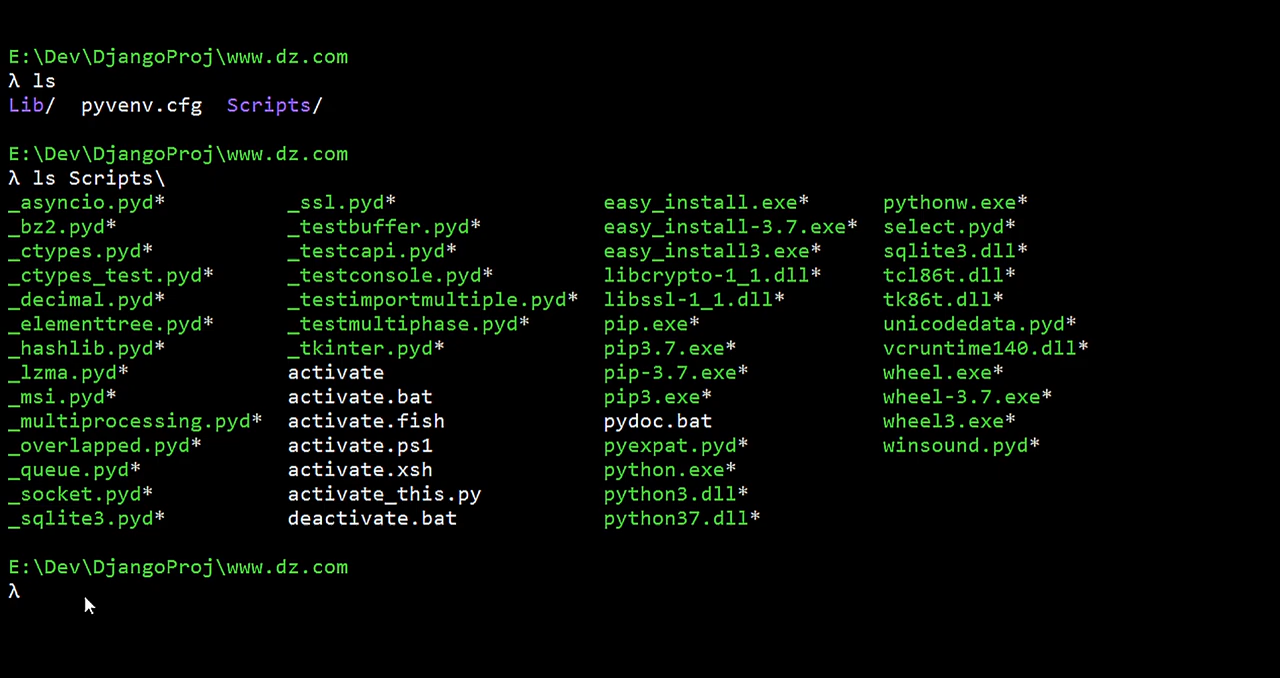 E:\Dev\DjangoProj\www.dz.com
λ ls
Lib/  pyvenv.cfg  Scripts/
E:\Dev\DjangoProj\www.dz.com
λ ls Scripts\
_asyncio.pyd*          _ssl.pyd*                easy_install.exe*      pythonw.exe*
_bz2.pyd*              _testbuffer.pyd*         easy_install-3.7.exe*  select.pyd*
_ctypes.pyd*           _testcapi.pyd*           easy_install3.exe*     sqlite3.dll*
_ctypes_test.pyd*      _testconsole.pyd*        libcrypto-1_1.dll*     tcl86t.dll*
_decimal.pyd*          _testimportmultiple.pyd*  libssl-1_1.dll*        tk86t.dll*
_elementtree.pyd*      _testmultiphase.pyd*     pip.exe*               unicodedata.pyd*
_hashlib.pyd*          _tkinter.pyd*            pip3.7.exe*            vcruntime140.dll*
_lzma.pyd*             activate                 pip-3.7.exe*           wheel.exe*
_msi.pyd*              activate.bat             pip3.exe*              wheel-3.7.exe*
_multiprocessing.pyd*  activate.fish            pydoc.bat              wheel3.exe*
_overlapped.pyd*       activate.ps1             pyexpat.pyd*           winsound.pyd*
_queue.pyd*            activate.xsh             python.exe*
_socket.pyd*           activate_this.py         python3.dll*
_sqlite3.pyd*          deactivate.bat           python37.dll*
E:\Dev\DjangoProj\www.dz.com
λ